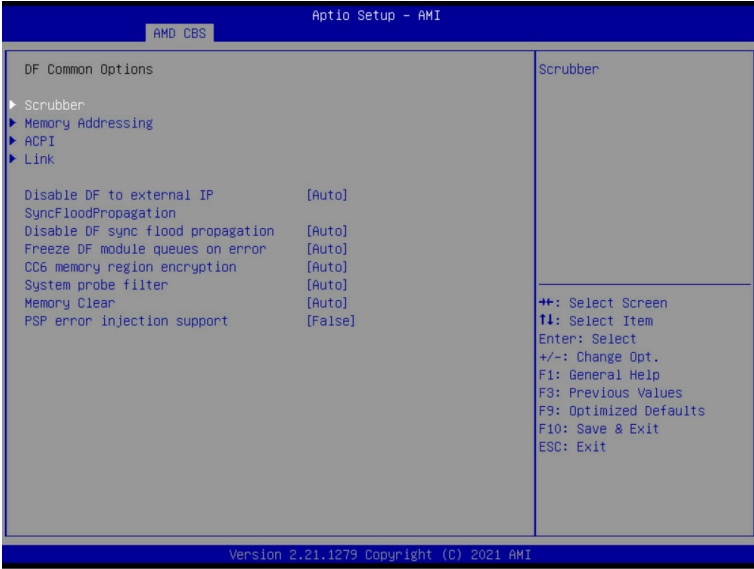 Aptio Setup - AMI
AMD CBS
DF Common Options
Scrubber
Memory Addressing
ACPI
Link
Disable DF to external IP [Auto]
SyncFloodPropagation
Disable DF sync flood propagation [Auto]
Freeze DF module queues on error [Auto]
CC6 memory region encryption [Auto]
System probe filter [Auto]
Memory Clear [Auto]
PSP error injection support [False]
Scrubber
→←: Select Screen
↑↓: Select Item
Enter: Select
+/-: Change Opt.
F1: General Help
F3: Previous Values
F9: Optimized Defaults
F10: Save & Exit
ESC: Exit
Version 2.21.1279 Copyright (C) 2021 AMI